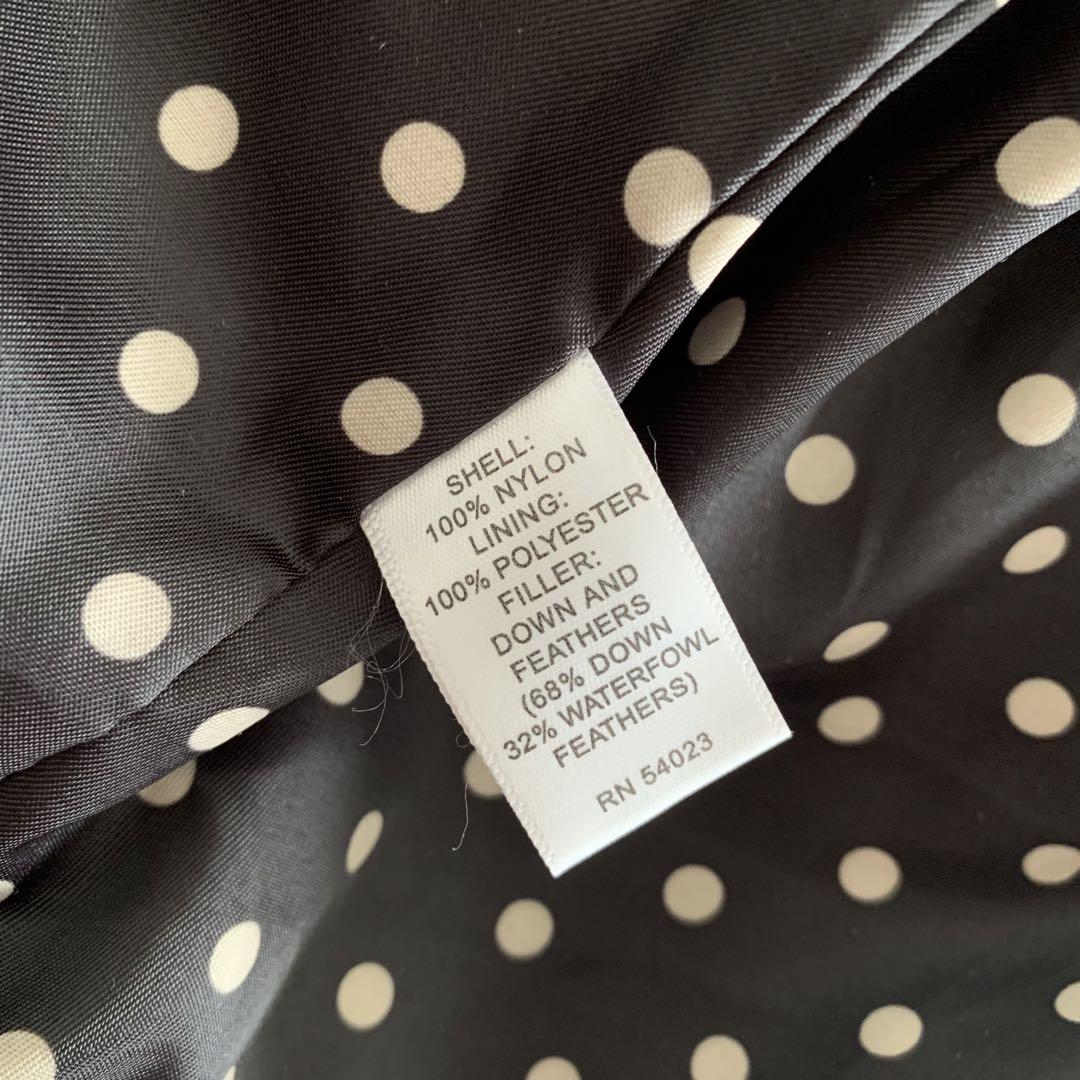 SHELL:
100% NYLON
LINING:
100% POLYESTER
FILLER:
DOWN AND
FEATHERS
(68% DOWN
32% WATERFOWL
FEATHERS)
RN 54023